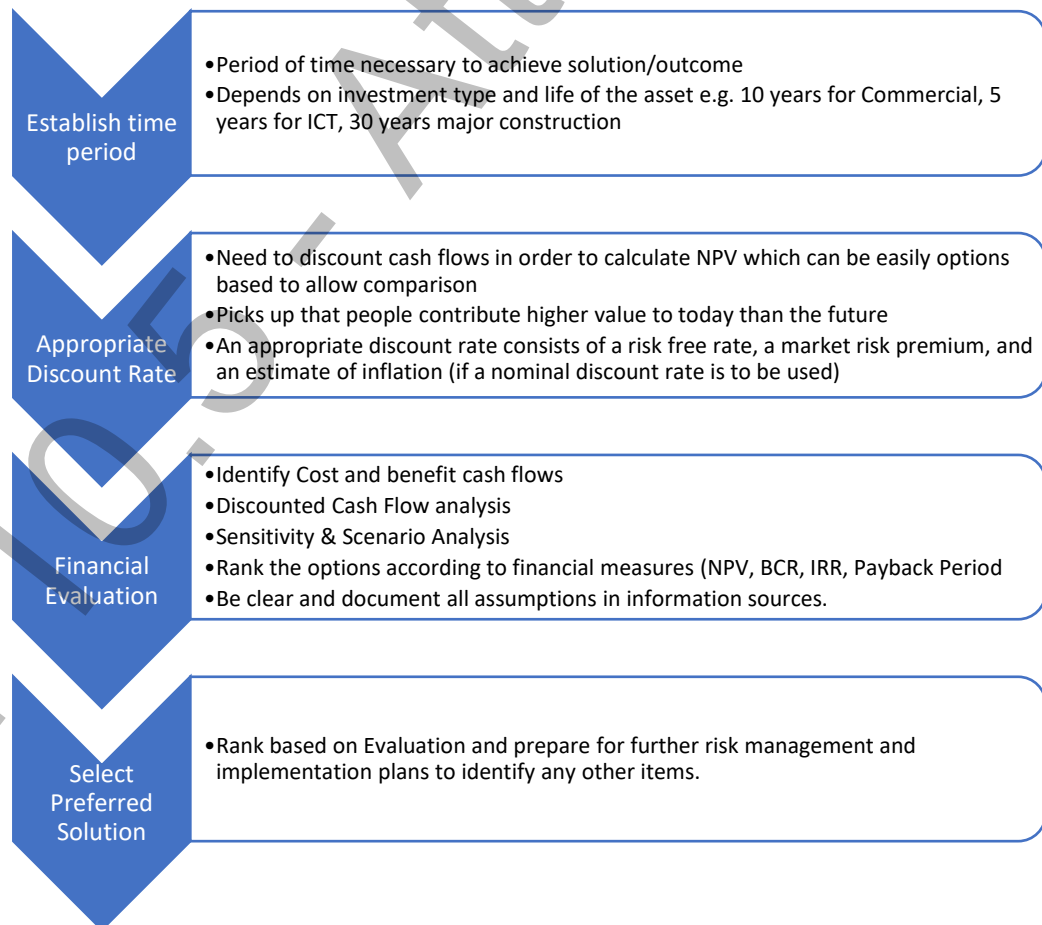 Establish time
period
•Period of time necessary to achieve solution/outcome
•Depends on investment type and life of the asset e.g. 10 years for Commercial, 5
years for ICT, 30 years major construction
Appropriate
Discount Rate
•Need to discount cash flows in order to calculate NPV which can be easily options
based to allow comparison
•Picks up that people contribute higher value to today than the future
•An appropriate discount rate consists of a risk free rate, a market risk premium, and
an estimate of inflation (if a nominal discount rate is to be used)
Financial
Evaluation
•Identify Cost and benefit cash flows
•Discounted Cash Flow analysis
•Sensitivity & Scenario Analysis
•Rank the options according to financial measures (NPV, BCR, IRR, Payback Period
•Be clear and document all assumptions in information sources.
Select
Preferred
Solution
•Rank based on Evaluation and prepare for further risk management and
implementation plans to identify any other items.
10.5 - Att